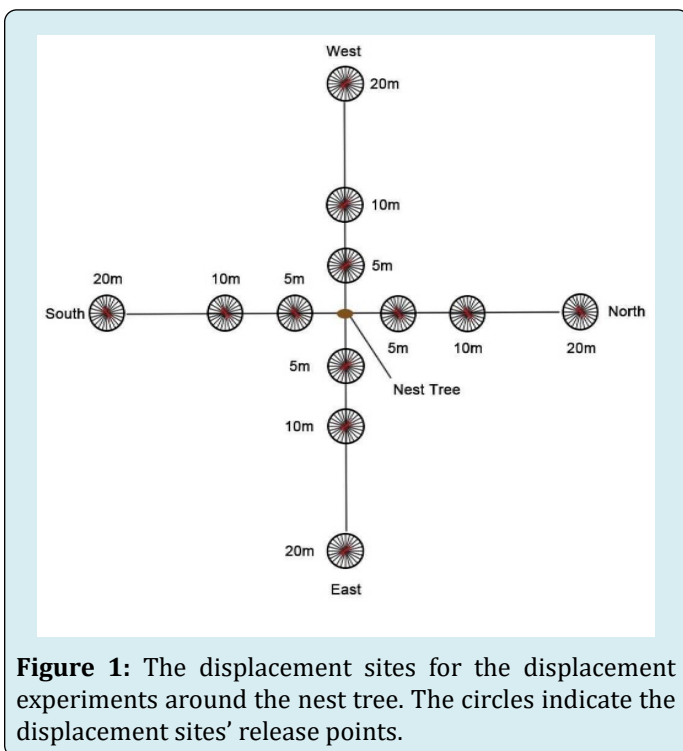 West
20m
10m
5m
20m 10m 5m
South
North
5m 10m 20m
5m
Nest Tree
10m
20m
East
Figure 1: The displacement sites for the displacement
experiments around the nest tree. The circles indicate the
displacement sites’ release points.